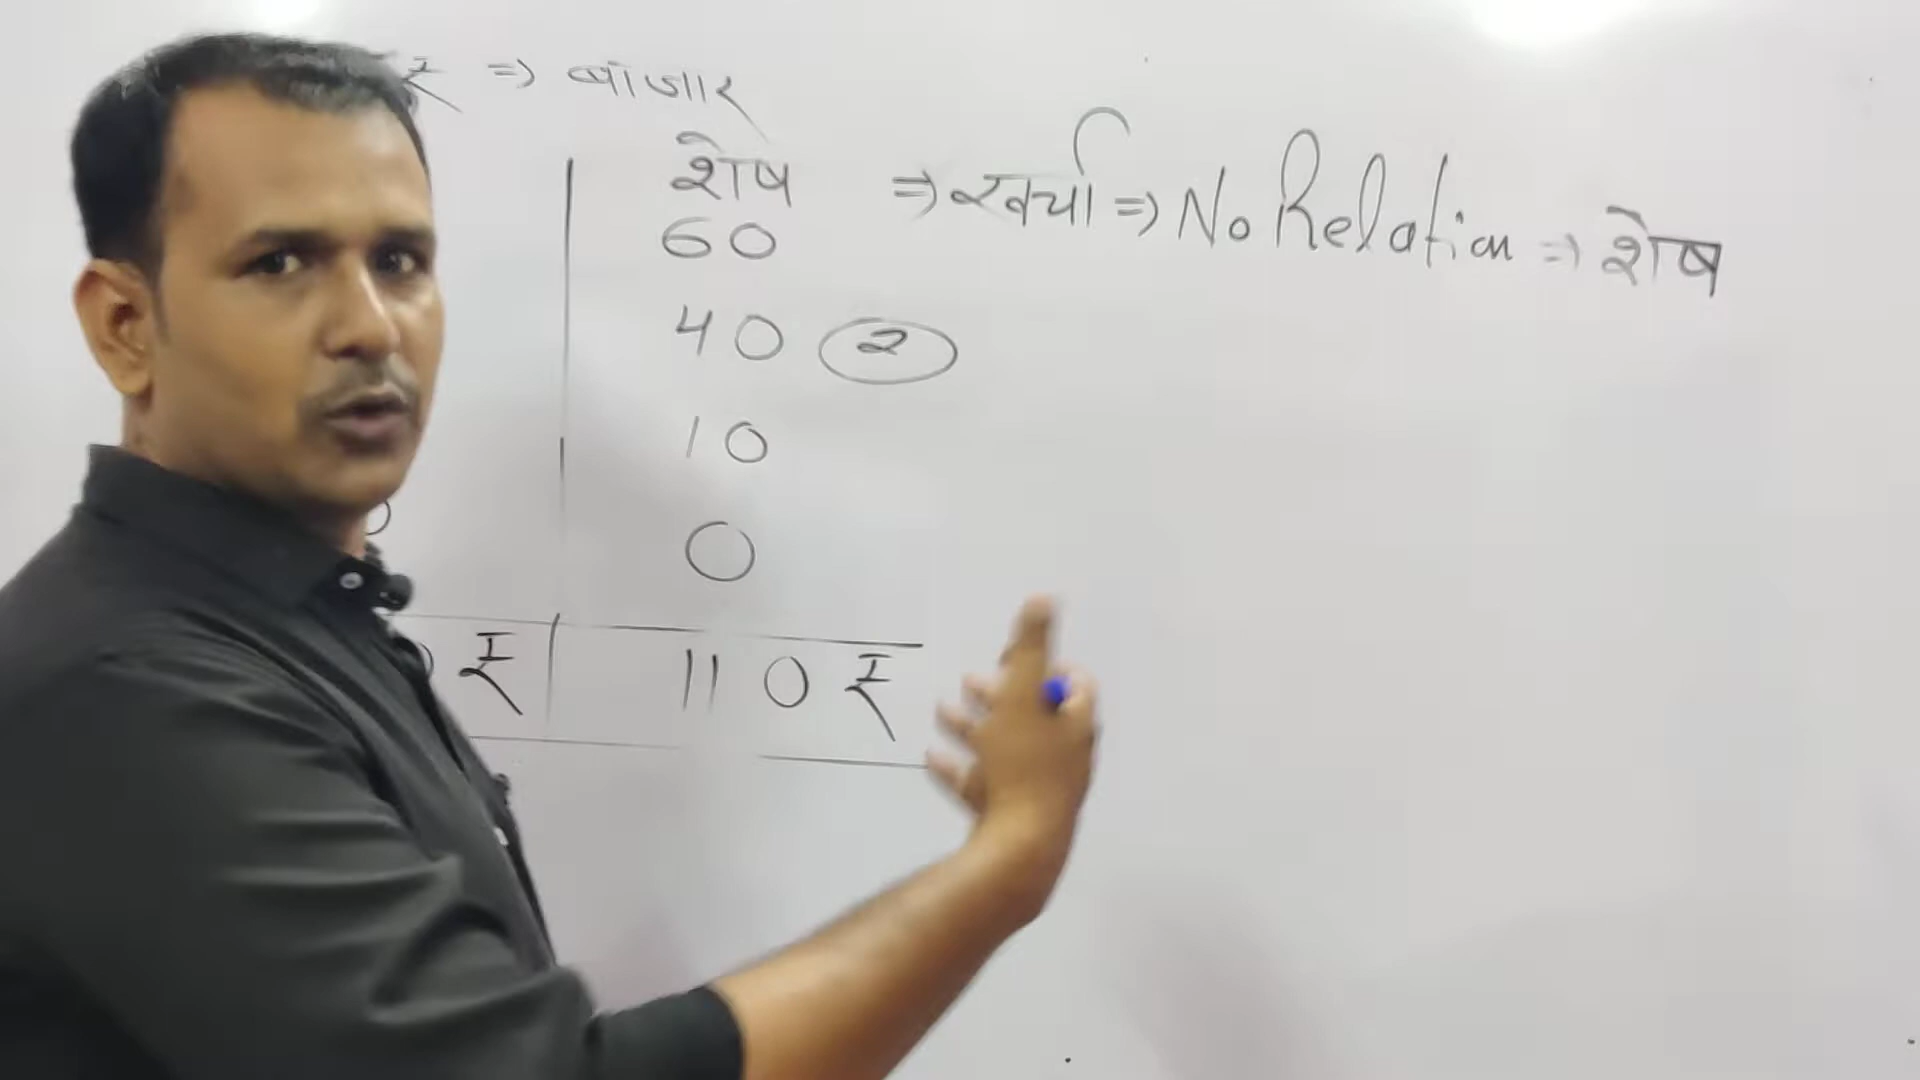 ₹ => बाजार
शेष => खर्चा => No Relation => शेष
60
40 2
10
0
₹ 110 ₹